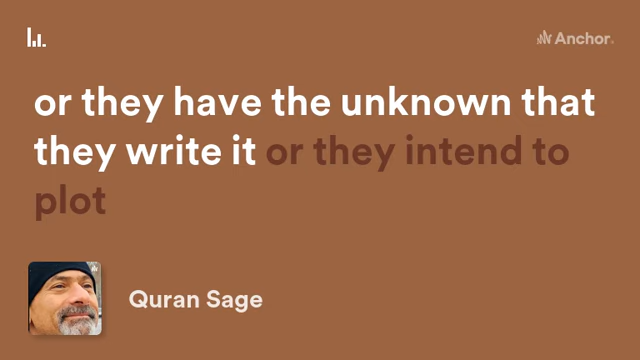 Anchor
or they have the unknown that
they write it or they intend to
plot
Quran Sage